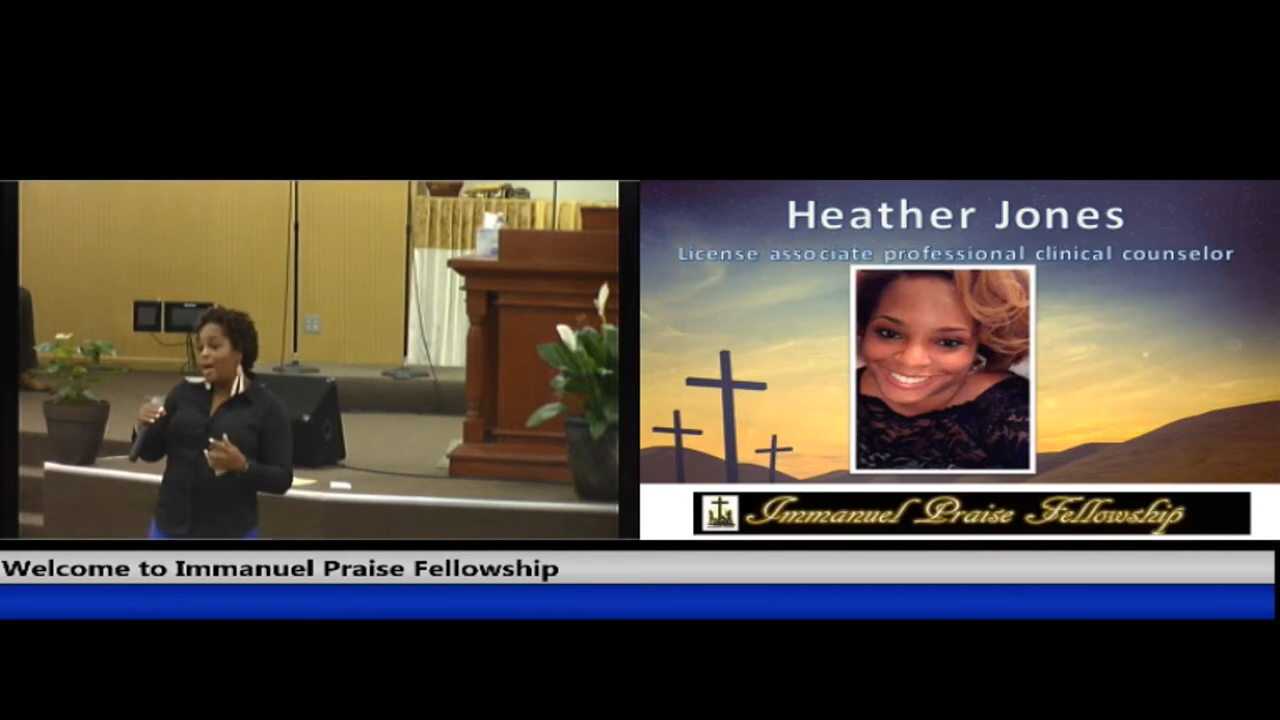 Heather Jones
License associate professional clinical counselor
Immanuel Praise Fellowship
Welcome to Immanuel Praise Fellowship